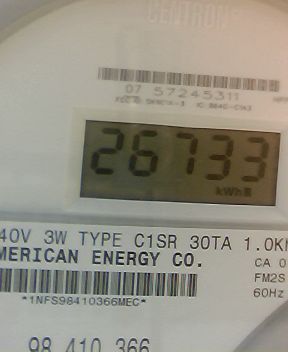 CENTRON
07 57245311
26733
kWh
40V 3W TYPE C1SR 30TA 1.0K
MERICAN ENERGY CO.
CA 0
FM2S
60Hz
*1NFS98410366MEC*
98 410 366